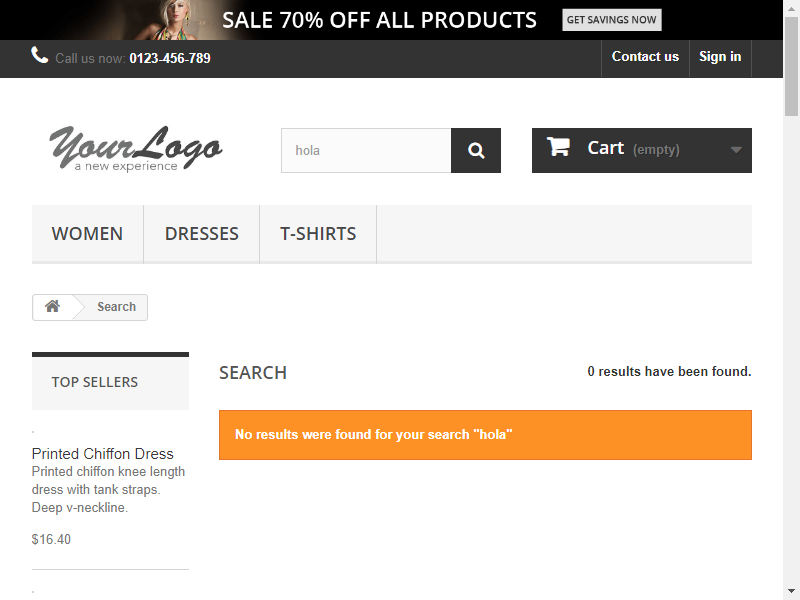 SALE 70% OFF ALL PRODUCTS
GET SAVINGS NOW
Call us now: 0123-456-789
Contact us
Sign in
YourLogo
a new experience
hola
Cart (empty)
WOMEN
DRESSES
T-SHIRTS
Search
TOP SELLERS
SEARCH
0 results have been found.
No results were found for your search "hola"
Printed Chiffon Dress
Printed chiffon knee length
dress with tank straps.
Deep v-neckline.
$16.40